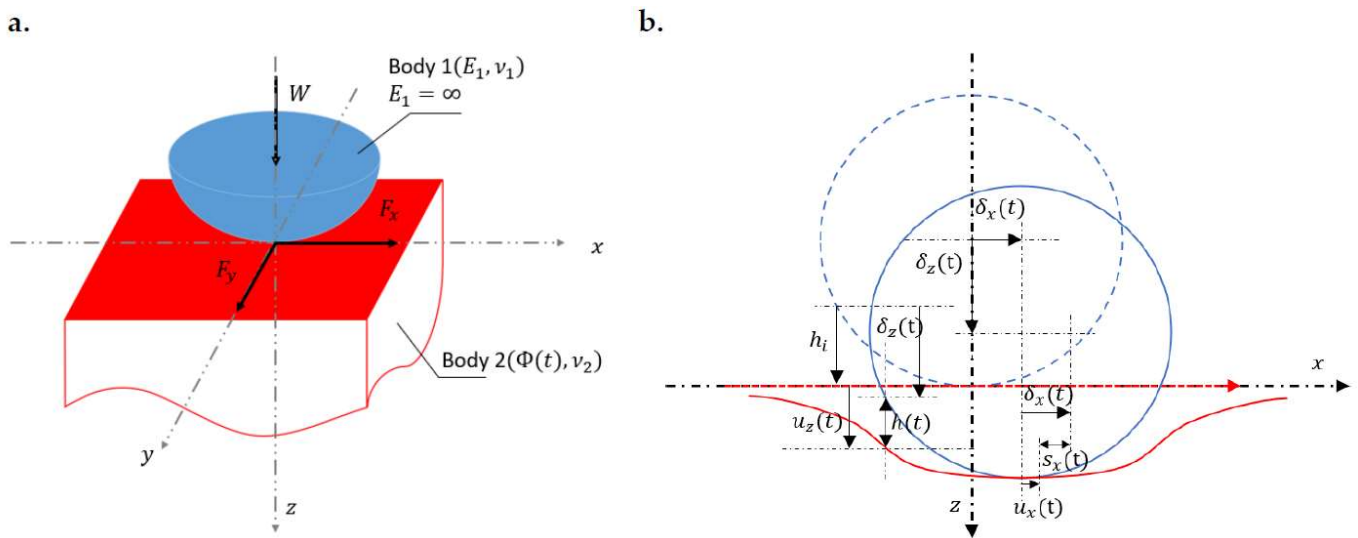 a.
Body 1(E₁, ν₁)
E₁ = ∞
W
Fₓ
x
F_y
Body 2(Φ(t), ν₂)
y
z
b.
δₓ(t)
δ_z(t)
δ_z(t)
hᵢ
x
δₓ(t)
u_z(t)
h(t)
sₓ(t)
z
uₓ(t)